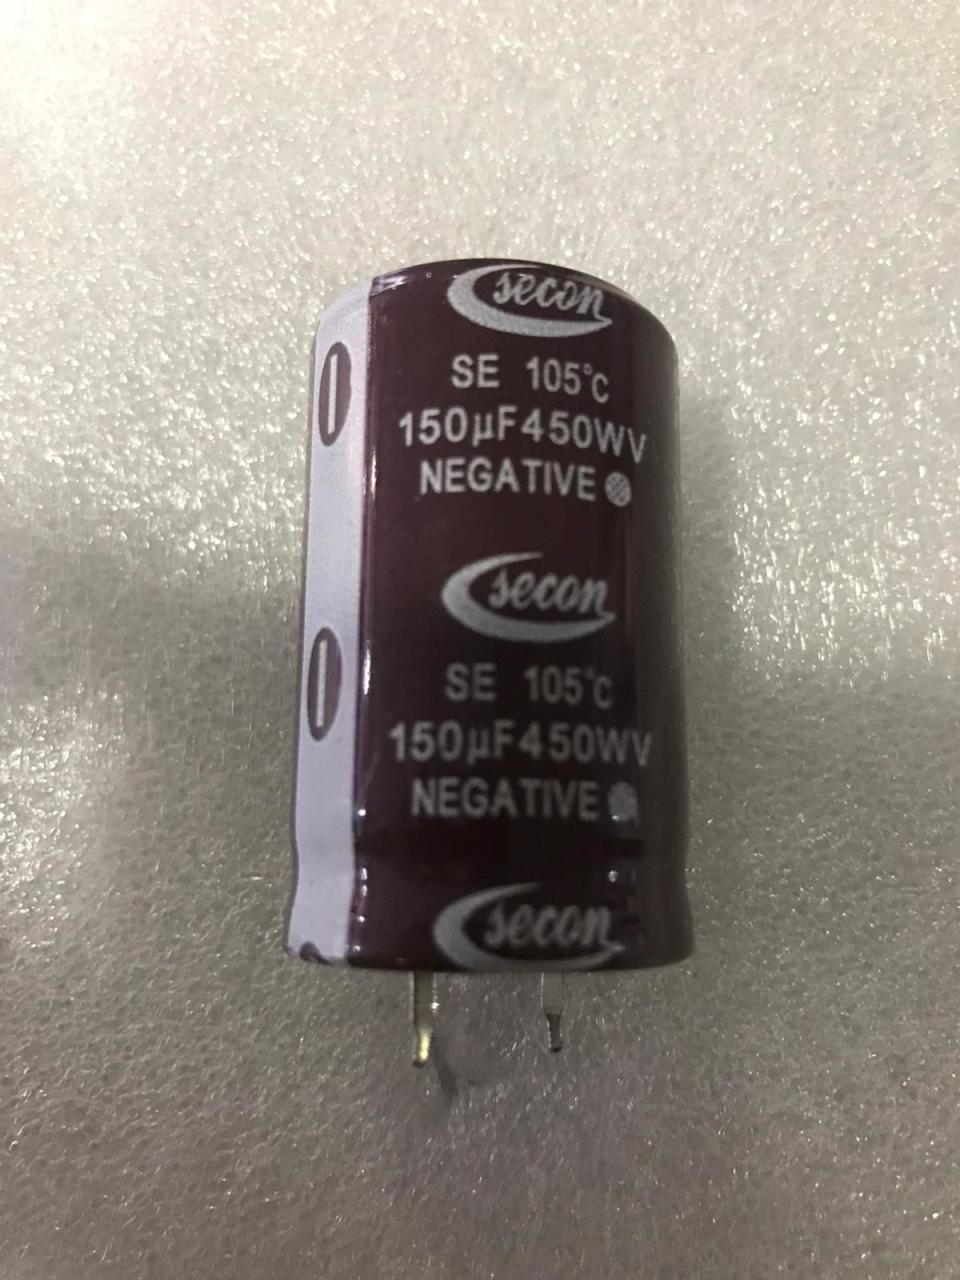 secon
SE 105°C
150µF450WV
NEGATIVE
secon
SE 105°C
150µF450WV
NEGATIVE
secon